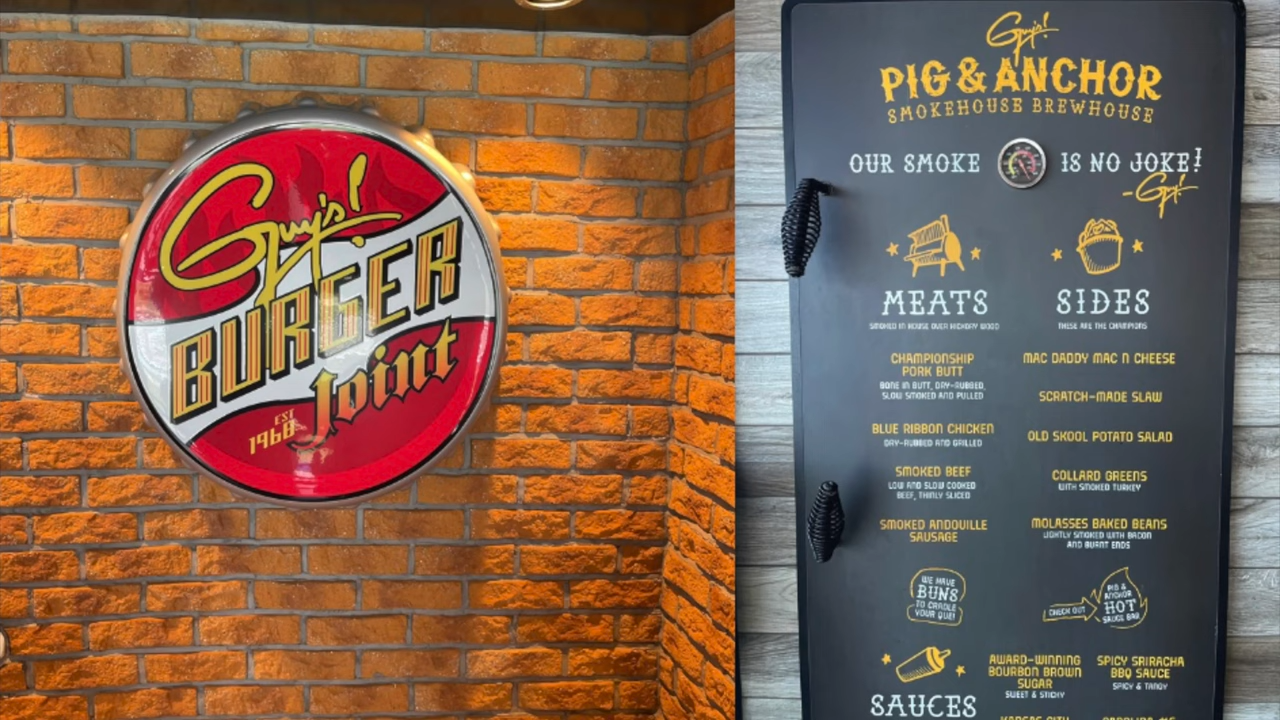 Guy's!
BURGER
Joint
EST.
1968
Guy's!
PIG & ANCHOR
SMOKEHOUSE BREWHOUSE
OUR SMOKE IS NO JOKE!
-Guy!
MEATS
SMOKED IN HOUSE OVER HICKORY WOOD
CHAMPIONSHIP
PORK BUTT
BONE IN BUTT, DRY-RUBBED,
SLOW SMOKED AND PULLED
BLUE RIBBON CHICKEN
DRY-RUBBED AND GRILLED
SMOKED BEEF
LOW AND SLOW COOKED
BEEF, THINLY SLICED
SMOKED ANDOUILLE
SAUSAGE
WE HAVE
BUNS
TO CRADLE
YOUR QUE!
SIDES
THESE ARE THE CHAMPIONS
MAC DADDY MAC N CHEESE
SCRATCH-MADE SLAW
OLD SKOOL POTATO SALAD
COLLARD GREENS
WITH SMOKED TURKEY
MOLASSES BAKED BEANS
LIGHTLY SMOKED WITH BACON
AND BURNT ENDS
CHECK OUT
PIG &
ANCHOR
HOT
SAUCE BAR
SAUCES
AWARD-WINNING
BOURBON BROWN
SUGAR
SWEET & STICKY
KANSAS CITY
SPICY SRIRACHA
BBQ SAUCE
SPICY & TANGY